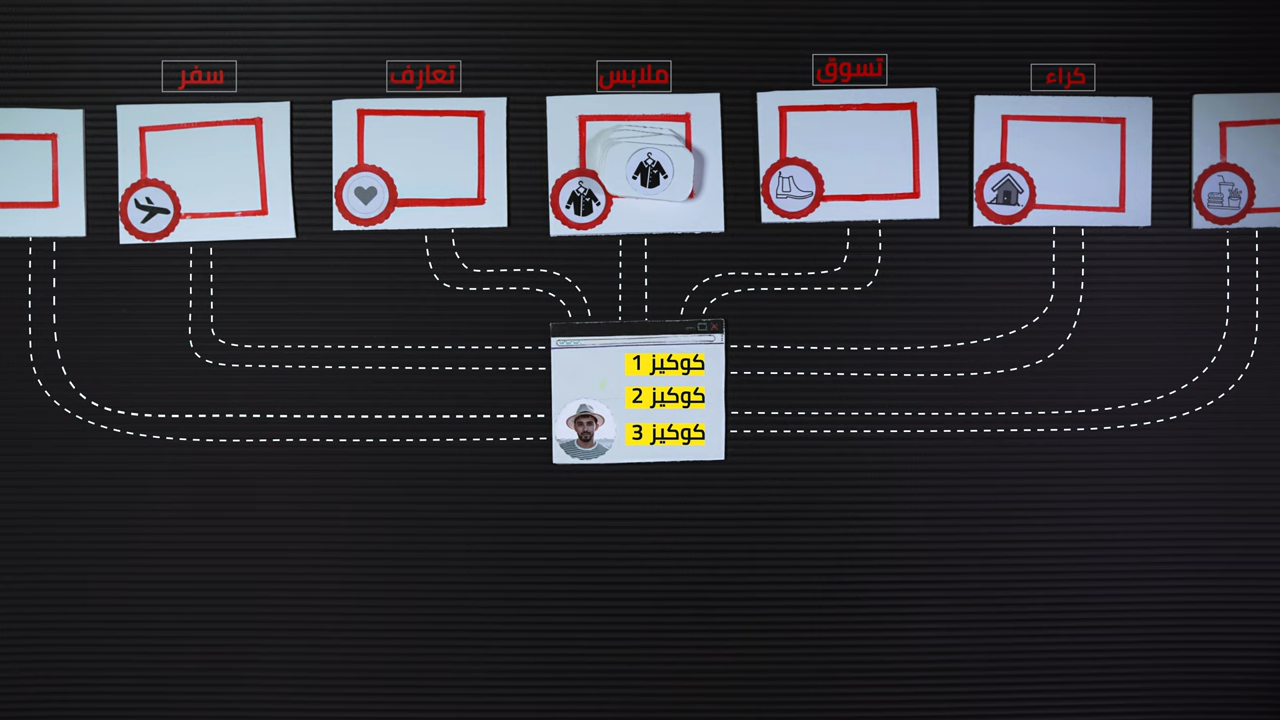 كراء
تسوق
ملابس
تعارف
سفر
كوكيز 1
كوكيز 2
كوكيز 3